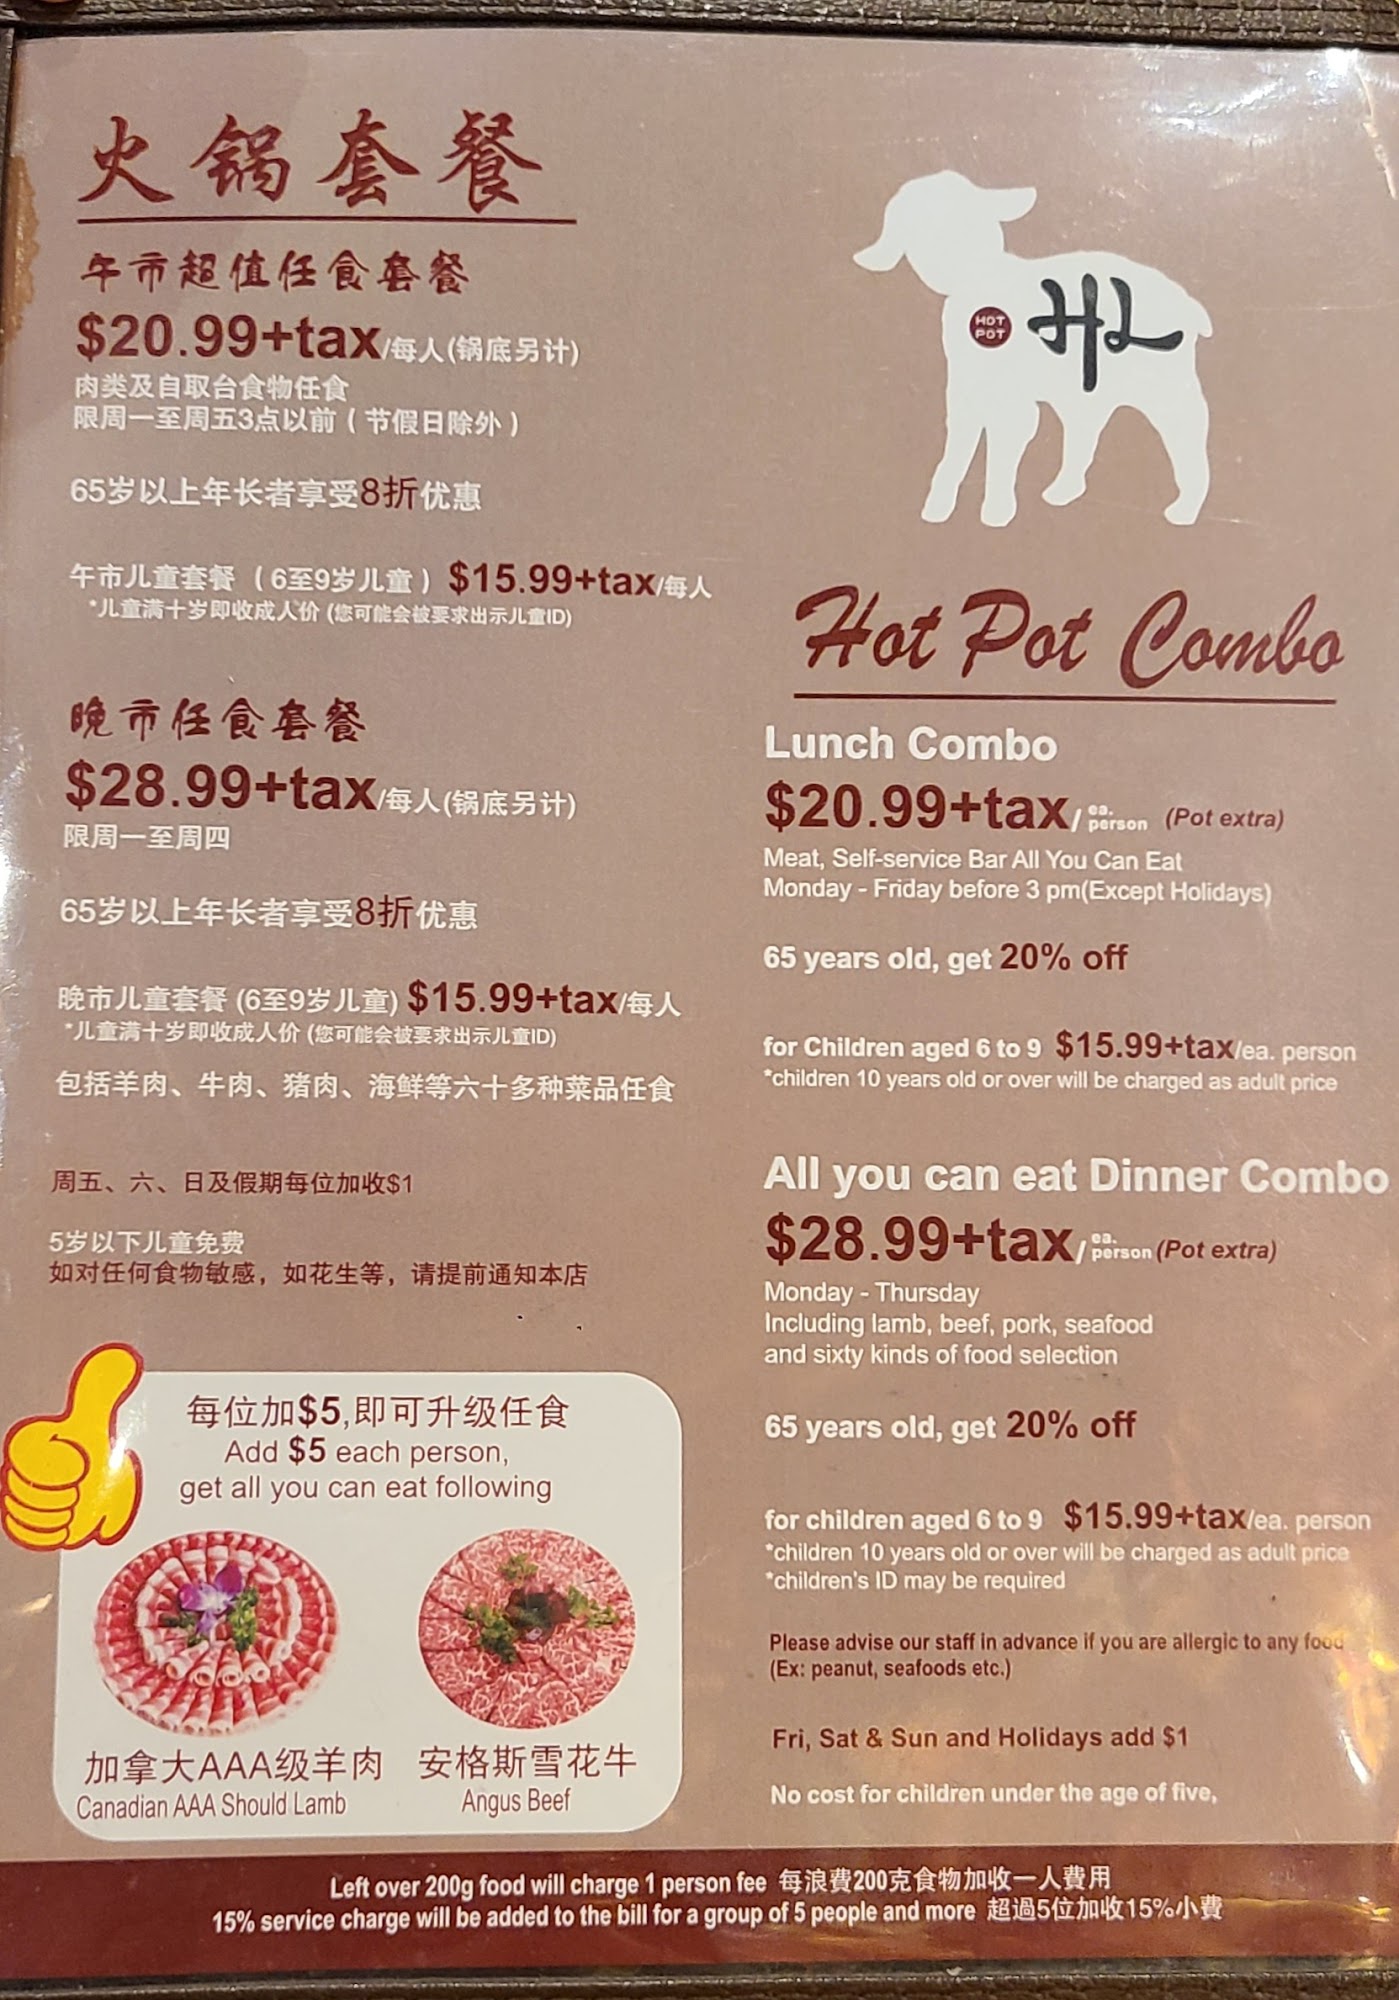 火锅套餐
午市超值任食套餐
$20.99+tax/每人(锅底另计)
肉类及自取台食物任食
限周一至周五3点以前（节假日除外）
65岁以上年长者享受8折优惠
午市儿童套餐（6至9岁儿童）$15.99+tax/每人
*儿童满十岁即收成人价 (您可能会被要求出示儿童ID)
晚市任食套餐
$28.99+tax/每人(锅底另计)
限周一至周四
65岁以上年长者享受8折优惠
晚市儿童套餐 (6至9岁儿童) $15.99+tax/每人
*儿童满十岁即收成人价 (您可能会被要求出示儿童ID)
包括羊肉、牛肉、猪肉、海鲜等六十多种菜品任食
周五、六、日及假期每位加收$1
5岁以下儿童免费
如对任何食物敏感，如花生等，请提前通知本店
每位加$5,即可升级任食
Add $5 each person,
get all you can eat following
加拿大AAA级羊肉
Canadian AAA Should Lamb
安格斯雪花牛
Angus Beef
HOT
POT
HL
Hot Pot Combo
Lunch Combo
$20.99+tax/ea. person (Pot extra)
Meat, Self-service Bar All You Can Eat
Monday - Friday before 3 pm(Except Holidays)
65 years old, get 20% off
for Children aged 6 to 9 $15.99+tax/ea. person
*children 10 years old or over will be charged as adult price
All you can eat Dinner Combo
$28.99+tax/ea. person (Pot extra)
Monday - Thursday
Including lamb, beef, pork, seafood
and sixty kinds of food selection
65 years old, get 20% off
for children aged 6 to 9 $15.99+tax/ea. person
*children 10 years old or over will be charged as adult price
*children's ID may be required
Please advise our staff in advance if you are allergic to any food
(Ex: peanut, seafoods etc.)
Fri, Sat & Sun and Holidays add $1
No cost for children under the age of five,
Left over 200g food will charge 1 person fee 每浪費200克食物加收一人費用
15% service charge will be added to the bill for a group of 5 people and more 超過5位加收15%小費